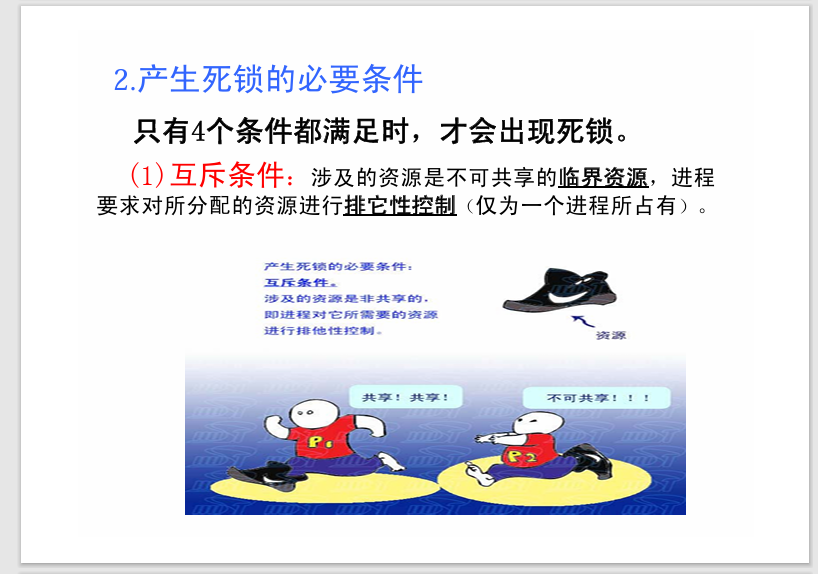 2.产生死锁的必要条件
只有4个条件都满足时，才会出现死锁。
(1)互斥条件：涉及的资源是不可共享的临界资源，进程
要求对所分配的资源进行排它性控制（仅为一个进程所占有）。
产生死锁的必要条件：
互斥条件。
涉及的资源是非共享的，
即进程对它所需要的资源
进行排他性控制。
资源
共享！共享！
不可共享！！！
P1
P2